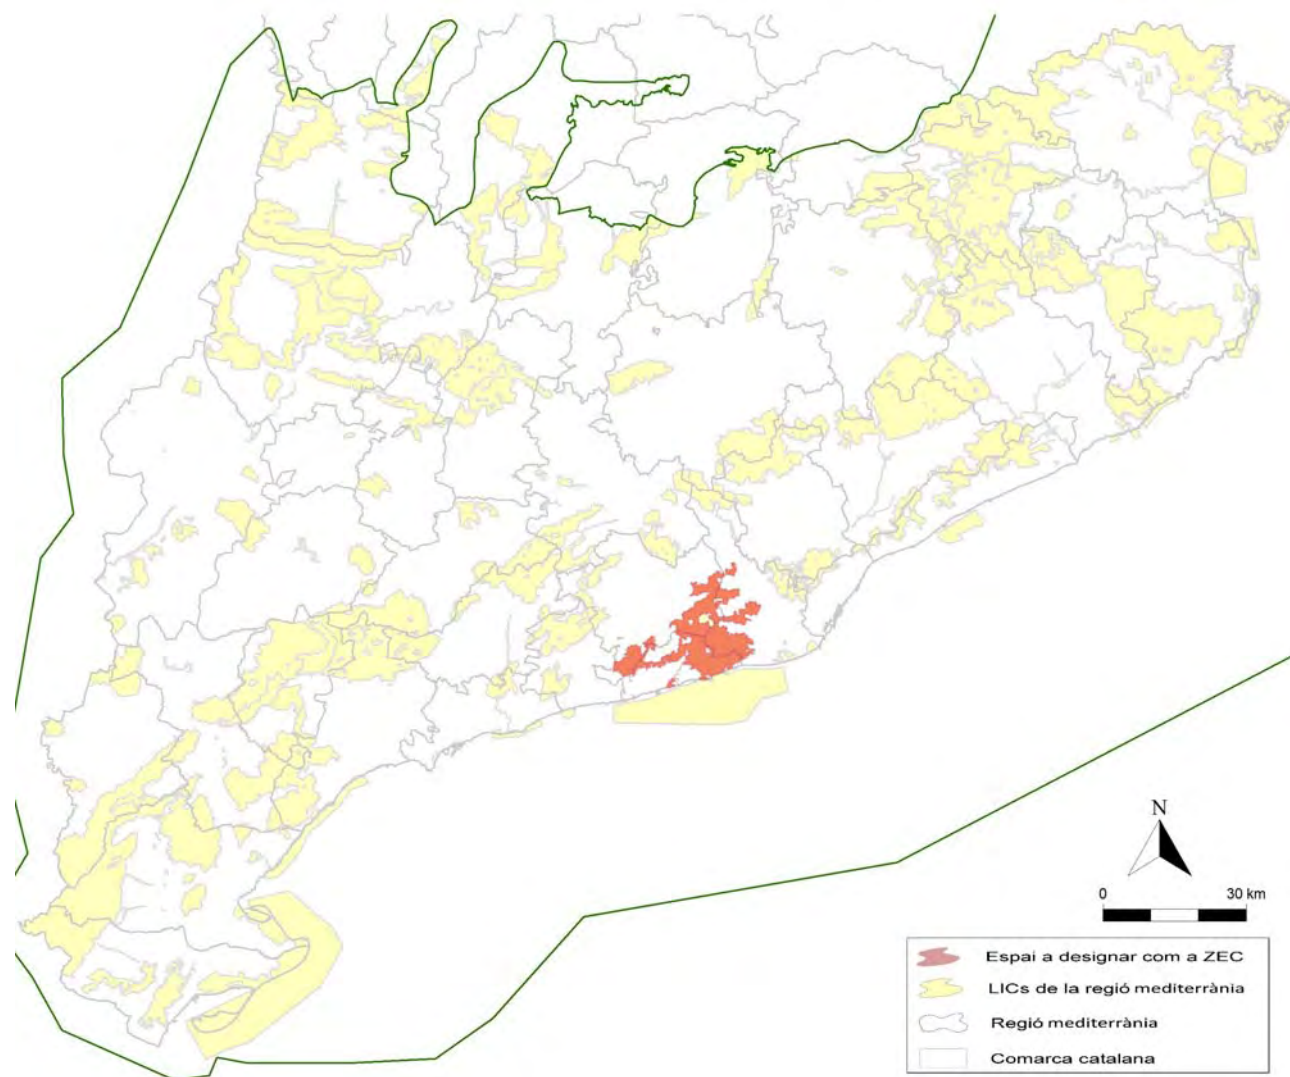 N
0 30 km
Espai a designar com a ZEC
LICs de la regió mediterrània
Regió mediterrània
Comarca catalana